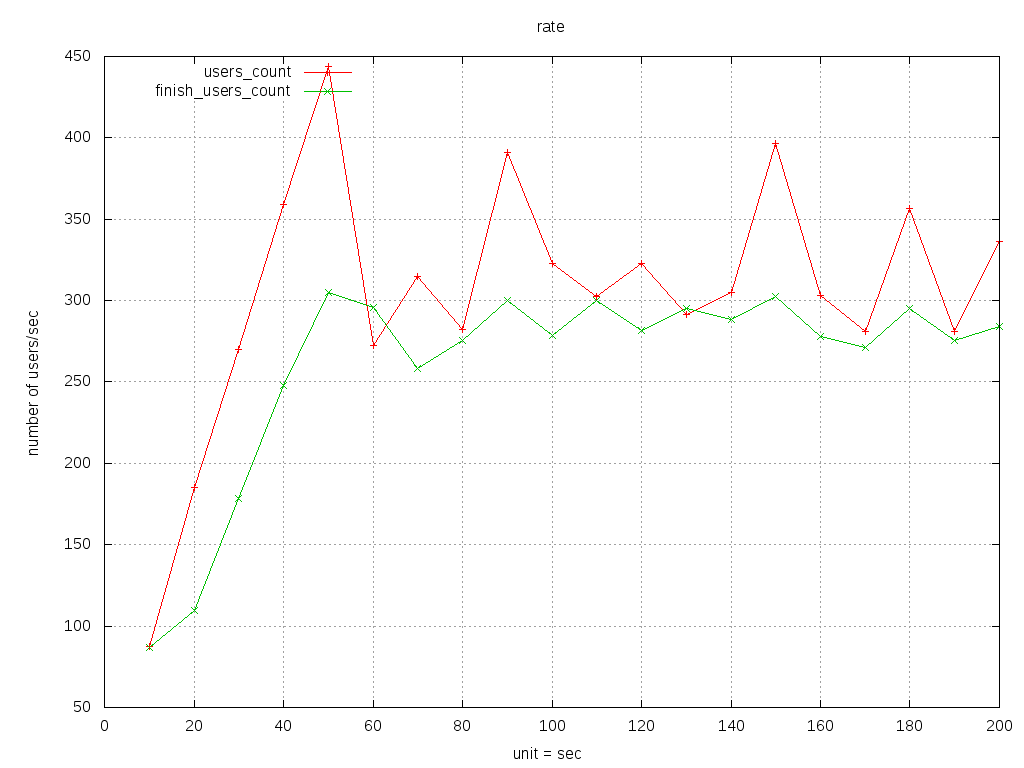 rate
450
400
350
300
250
200
150
100
50
users_count
finish_users_count
number of users/sec
0 20 40 60 80 100 120 140 160 180 200
unit = sec